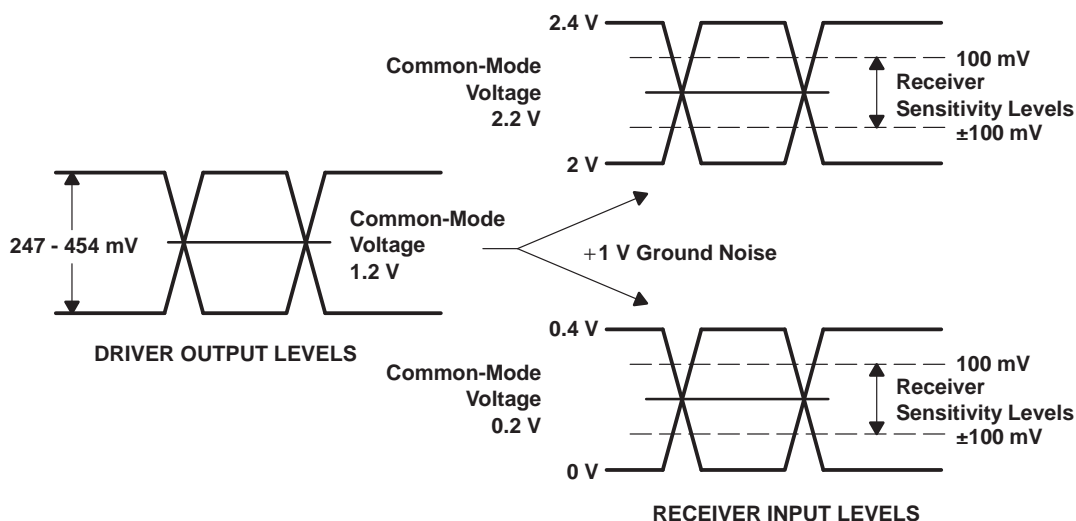 2.4 V
Common-Mode
Voltage
2.2 V
100 mV
Receiver
Sensitivity Levels
±100 mV
2 V
247 - 454 mV
Common-Mode
Voltage
1.2 V
+1 V Ground Noise
DRIVER OUTPUT LEVELS
0.4 V
Common-Mode
Voltage
0.2 V
100 mV
Receiver
Sensitivity Levels
±100 mV
0 V
RECEIVER INPUT LEVELS